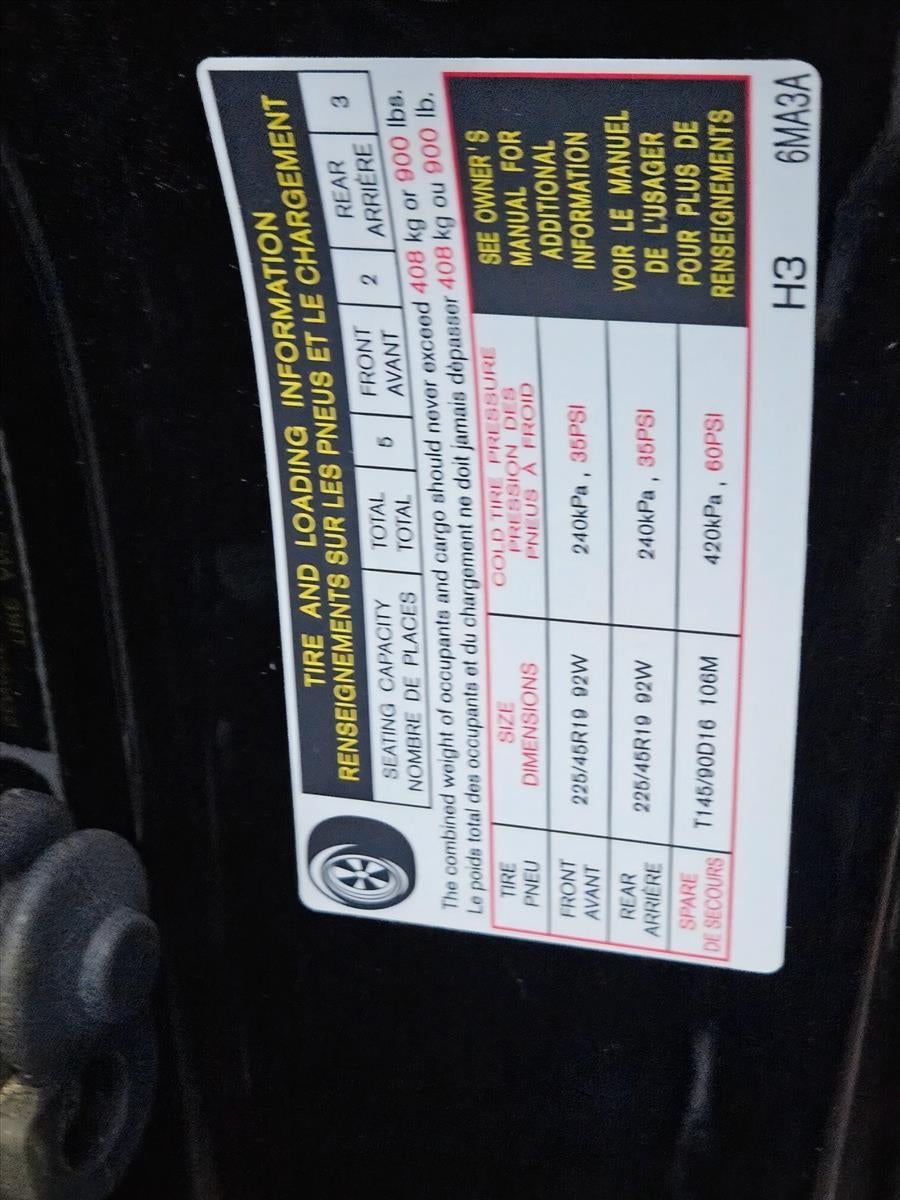 TIRE AND LOADING INFORMATION
RENSEIGNEMENTS SUR LES PNEUS ET LE CHARGEMENT
SEATING CAPACITY TOTAL 5 FRONT 2 REAR 3
NOMBRE DE PLACES TOTAL AVANT ARRIÈRE
The combined weight of occupants and cargo should never exceed 408 kg or 900 lbs.
Le poids total des occupants et du chargement ne doit jamais dépasser 408 kg ou 900 lb.
TIRE
PNEU
SIZE
DIMENSIONS
COLD TIRE PRESSURE
PRESSION DES
PNEUS À FROID
FRONT
AVANT
225/45R19 92W
240kPa, 35PSI
REAR
ARRIÈRE
225/45R19 92W
240kPa, 35PSI
SPARE
DE SECOURS
T145/90D16 106M
420kPa, 60PSI
SEE OWNER'S
MANUAL FOR
ADDITIONAL
INFORMATION
VOIR LE MANUEL
DE L'USAGER
POUR PLUS DE
RENSEIGNEMENTS
H3 6MA3A